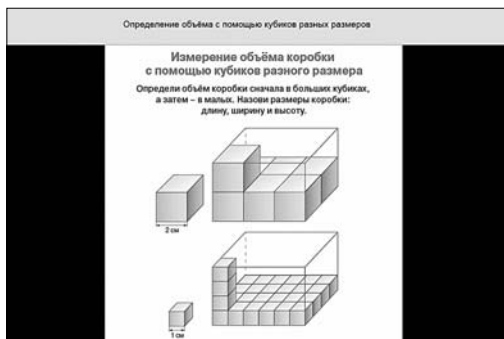 Определение объёма с помощью кубиков разных размеров
Измерение объёма коробки
с помощью кубиков разного размера
Определи объём коробки сначала в больших кубиках,
а затем – в малых. Назови размеры коробки:
длину, ширину и высоту.
2 см
1 см